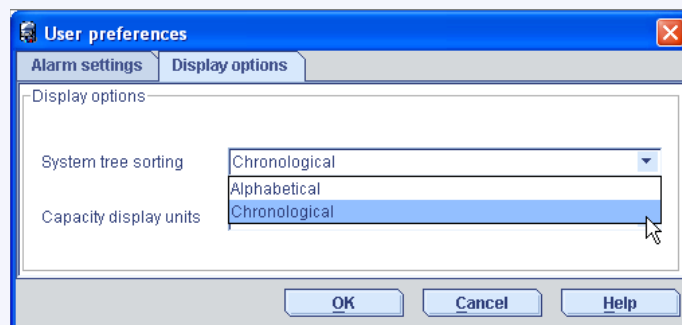 User preferences
Alarm settings Display options
Display options
System tree sorting Chronological
Alphabetical
Chronological
Capacity display units
OK Cancel Help